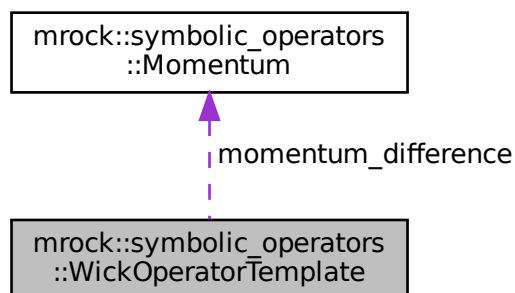 mrock::symbolic_operators
::Momentum
momentum_difference
mrock::symbolic_operators
::WickOperatorTemplate